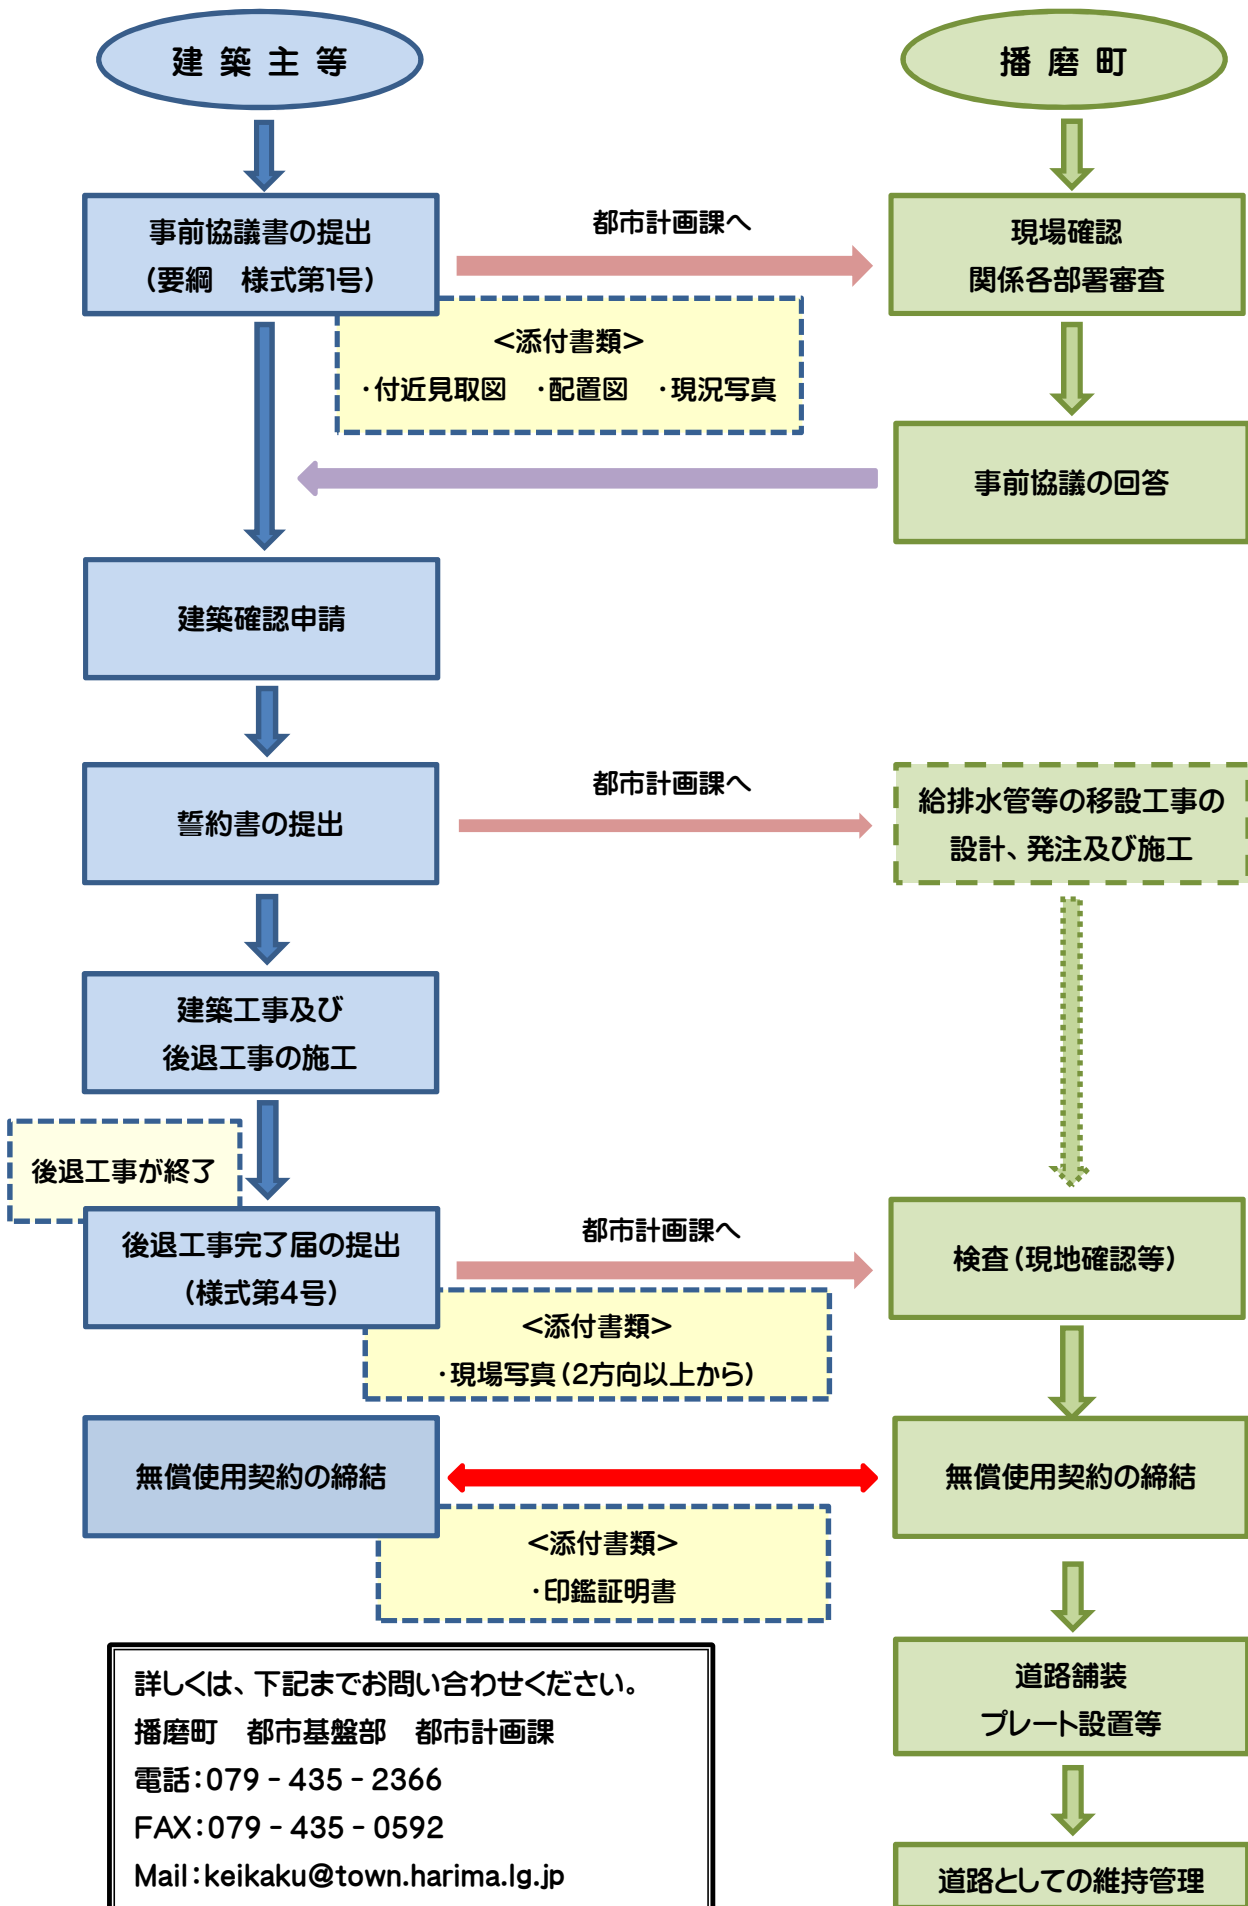 建築主等
播磨町
事前協議書の提出
(要綱　様式第1号)
都市計画課へ
現場確認
関係各部署審査
<添付書類>
・付近見取図　・配置図　・現況写真
事前協議の回答
建築確認申請
誓約書の提出
都市計画課へ
給排水管等の移設工事の
設計、発注及び施工
建築工事及び
後退工事の施工
後退工事が終了
後退工事完了届の提出
(様式第4号)
都市計画課へ
検査(現地確認等)
<添付書類>
・現場写真(2方向以上から)
無償使用契約の締結
無償使用契約の締結
<添付書類>
・印鑑証明書
詳しくは、下記までお問い合わせください。
播磨町　都市基盤部　都市計画課
電話：079－435－2366
FAX：079－435－0592
Mail：keikaku@town.harima.lg.jp
道路舗装
プレート設置等
道路としての維持管理